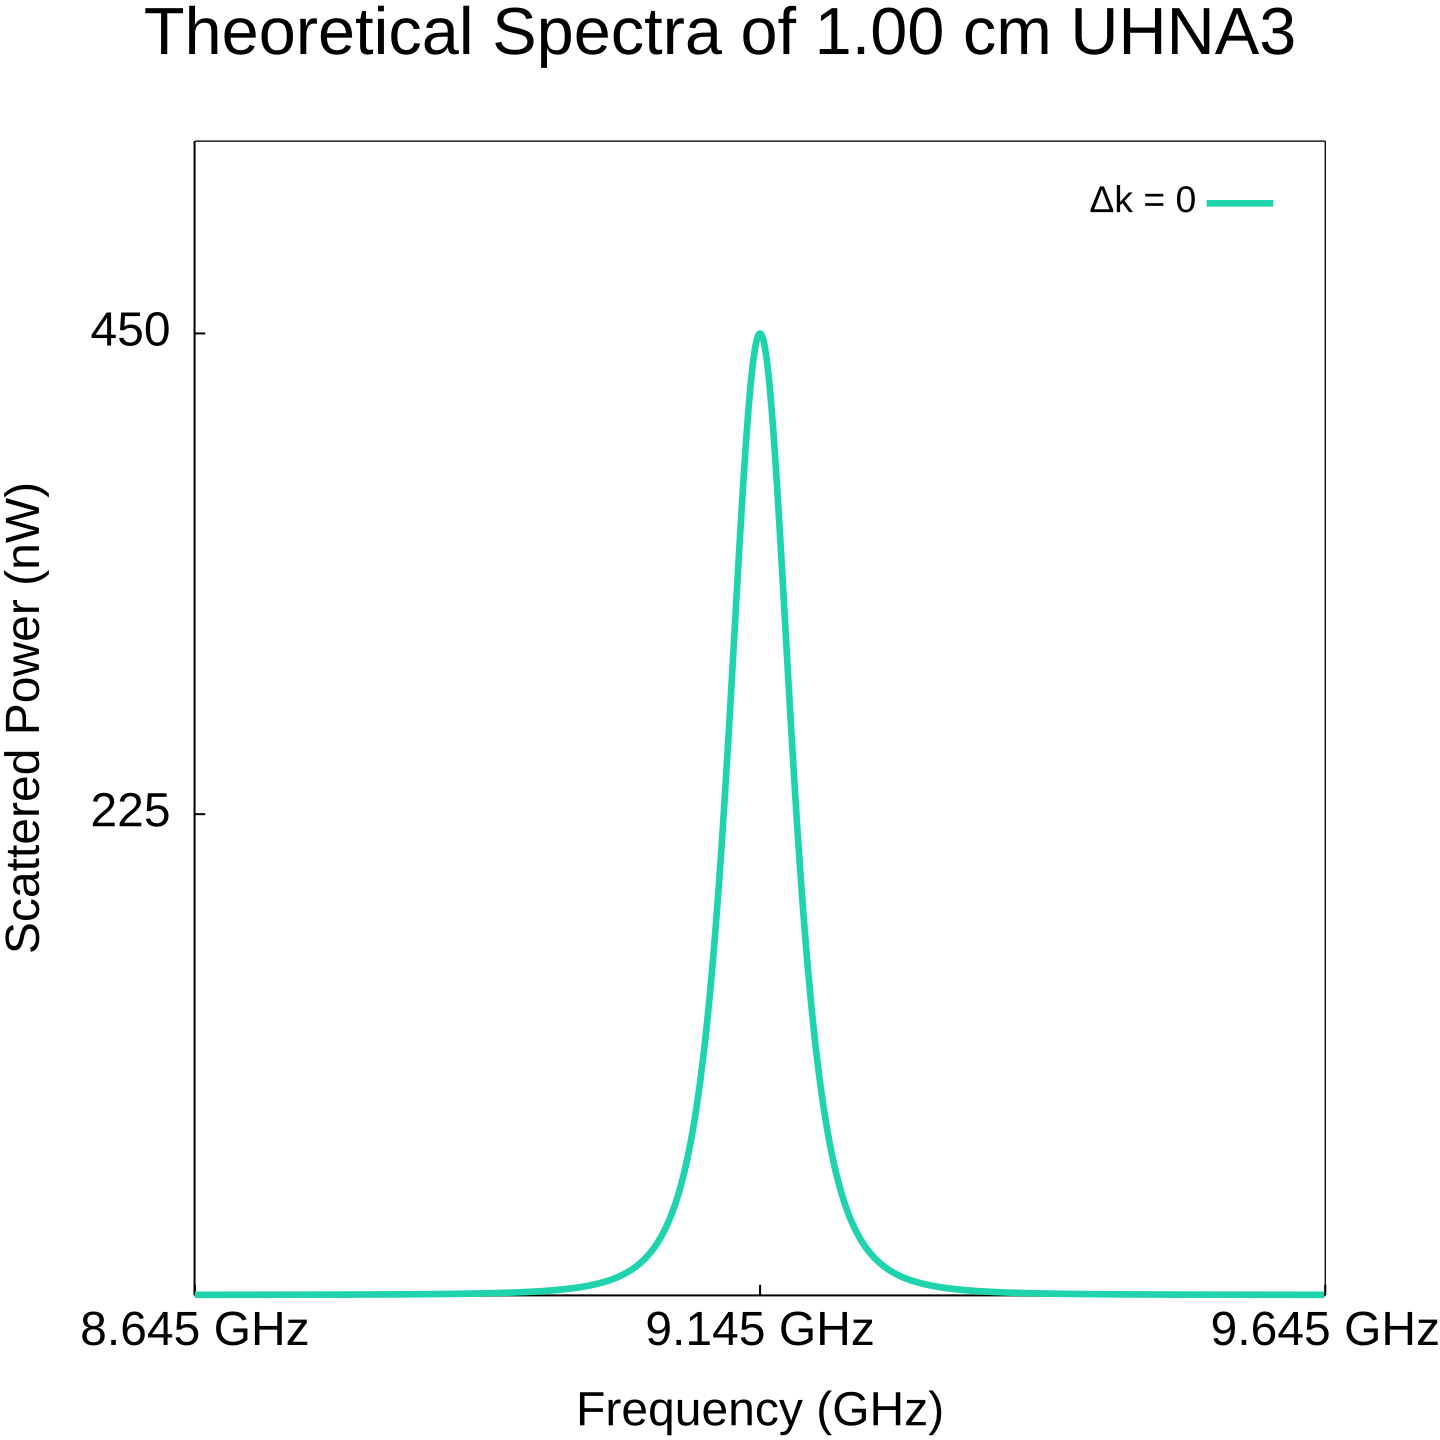 Theoretical Spectra of 1.00 cm UHNA3
Δk = 0
450
225
Scattered Power (nW)
8.645 GHz
9.145 GHz
9.645 GHz
Frequency (GHz)